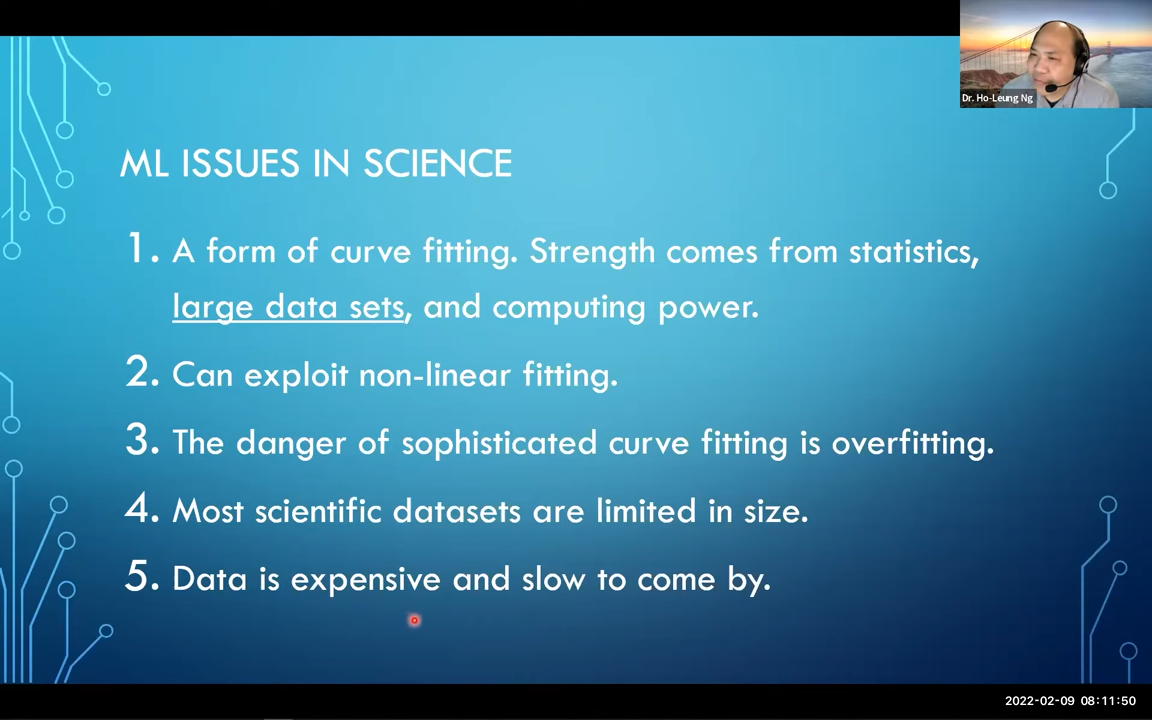 Dr. Ho-Leung Ng
ML ISSUES IN SCIENCE
1. A form of curve fitting. Strength comes from statistics,
large data sets, and computing power.
2. Can exploit non-linear fitting.
3. The danger of sophisticated curve fitting is overfitting.
4. Most scientific datasets are limited in size.
5. Data is expensive and slow to come by.
2022-02-09 08:11:50